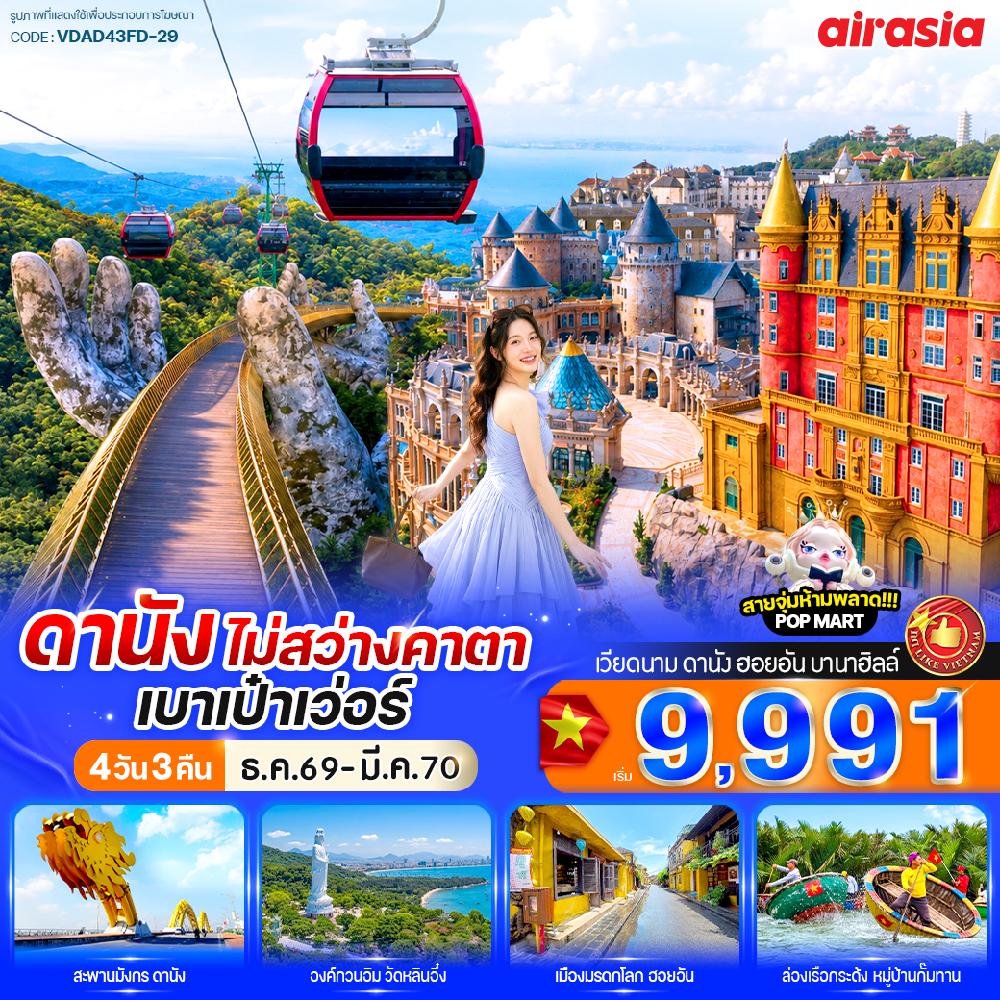 รูปภาพที่แสดงใช้เพื่อประกอบการโฆษณา
CODE : VDAD43FD-29
airasia
สายจุ่มห้ามพลาด!!!
POP MART
ดานัง ไม่สว่างคาตา
เบาเป๋าเว่อร์
4 วัน 3 คืน
ธ.ค.69-มี.ค.70
กด LIKE VIETNAM
เวียดนาม ดานัง ฮอยอัน บานาฮิลล์
เริ่ม 9,991
สะพานมังกร ดานัง
องค์กวนอิม วัดหลินอึ๋ง
เมืองมรดกโลก ฮอยอัน
ล่องเรือกระด้ง หมู่บ้านกั๊มทาน